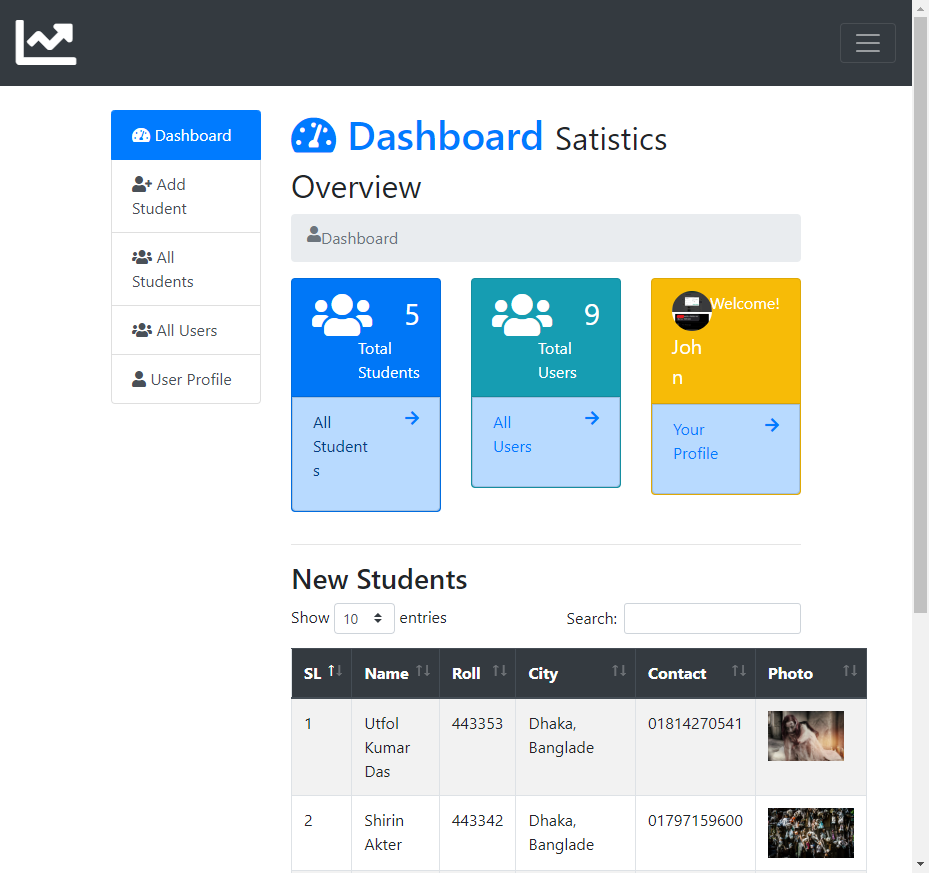 Dashboard
Add
Student
All
Students
All Users
User Profile
Dashboard Satistics
Overview
Dashboard
5
Total
Students
All
Student
s
9
Total
Users
All
Users
Welcome!
Joh
n
Your
Profile
New Students
Show 10 entries
Search:
SL Name Roll City Contact Photo
1 Utfol 443353 Dhaka, 01814270541
Kumar Banglade
Das
2 Shirin 443342 Dhaka, 01797159600
Akter Banglade